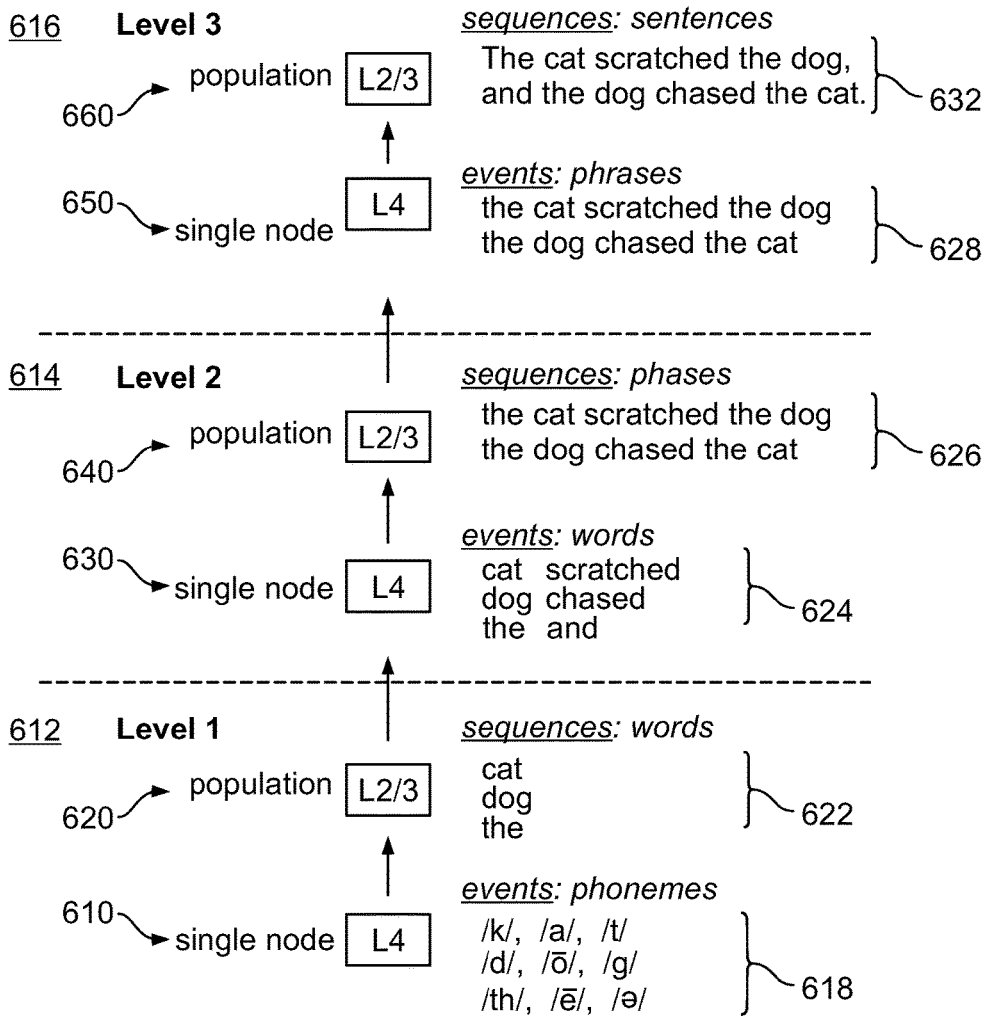 616 Level 3
sequences: sentences
population L2/3
The cat scratched the dog,
and the dog chased the cat.
660
632
events: phrases
650
single node L4
the cat scratched the dog
the dog chased the cat
628
614 Level 2
sequences: phases
population L2/3
the cat scratched the dog
the dog chased the cat
640
626
events: words
630
single node L4
cat scratched
dog chased
the and
624
612 Level 1
sequences: words
population L2/3
cat
dog
the
620
622
events: phonemes
610
single node L4
/k/, /a/, /t/
/d/, /ō/, /g/
/th/, /ē/, /ə/
618